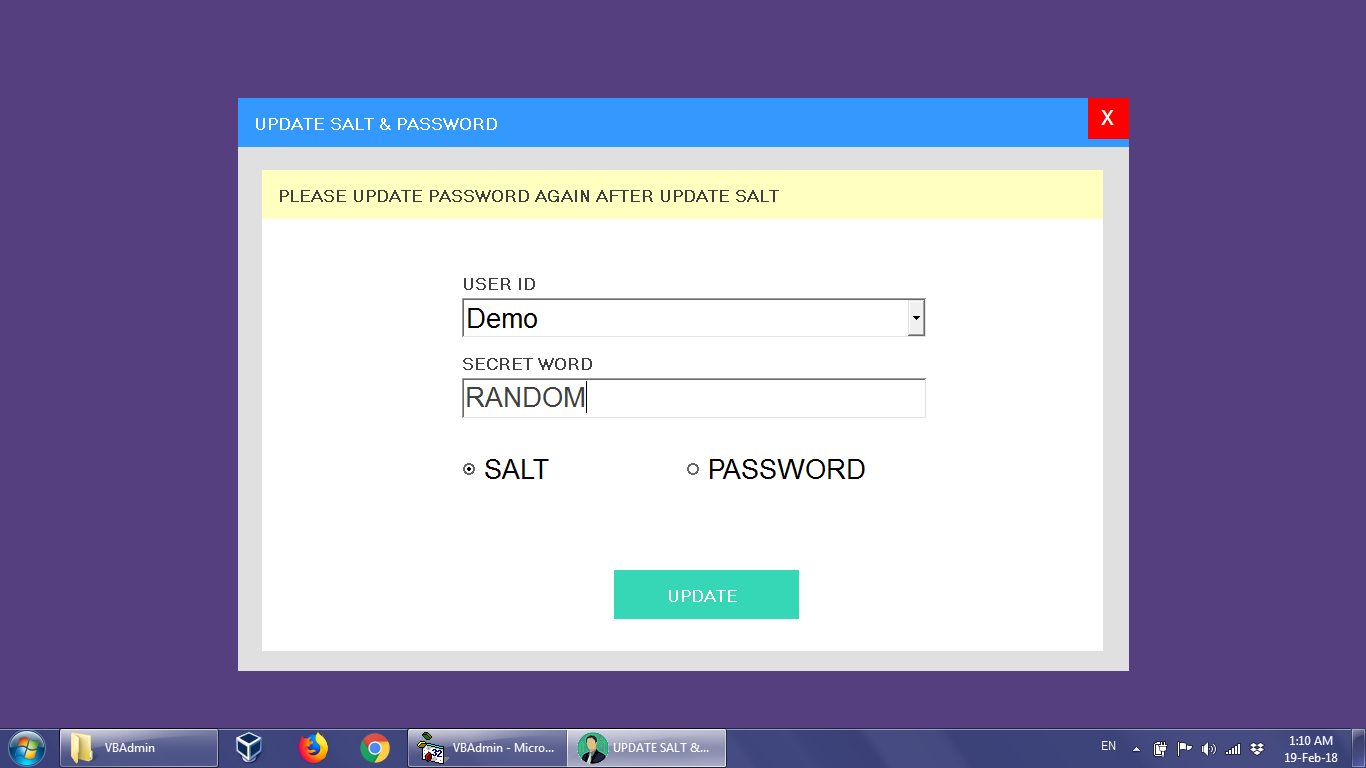 UPDATE SALT & PASSWORD
X
PLEASE UPDATE PASSWORD AGAIN AFTER UPDATE SALT
USER ID
Demo
SECRET WORD
RANDOM
SALT PASSWORD
UPDATE
VBAdmin
32
VBAdmin - Micro...
UPDATE SALT &...
EN
1:10 AM
19-Feb-18